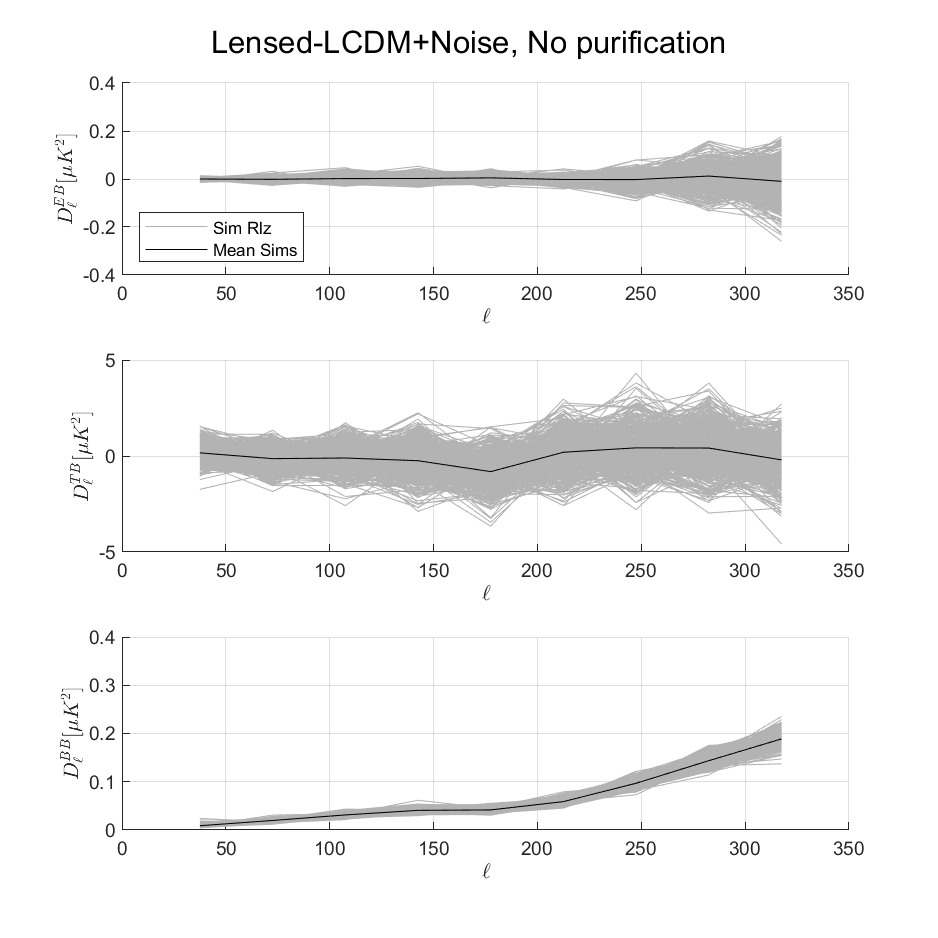 Lensed-LCDM+Noise, No purification
0.4
0.2
0
-0.2
-0.4
D_ℓ^{EB}[μK^2]
Sim Rlz
Mean Sims
0 50 100 150 200 250 300 350
ℓ
5
0
-5
D_ℓ^{TB}[μK^2]
0 50 100 150 200 250 300 350
ℓ
0.4
0.3
0.2
0.1
0
D_ℓ^{BB}[μK^2]
0 50 100 150 200 250 300 350
ℓ